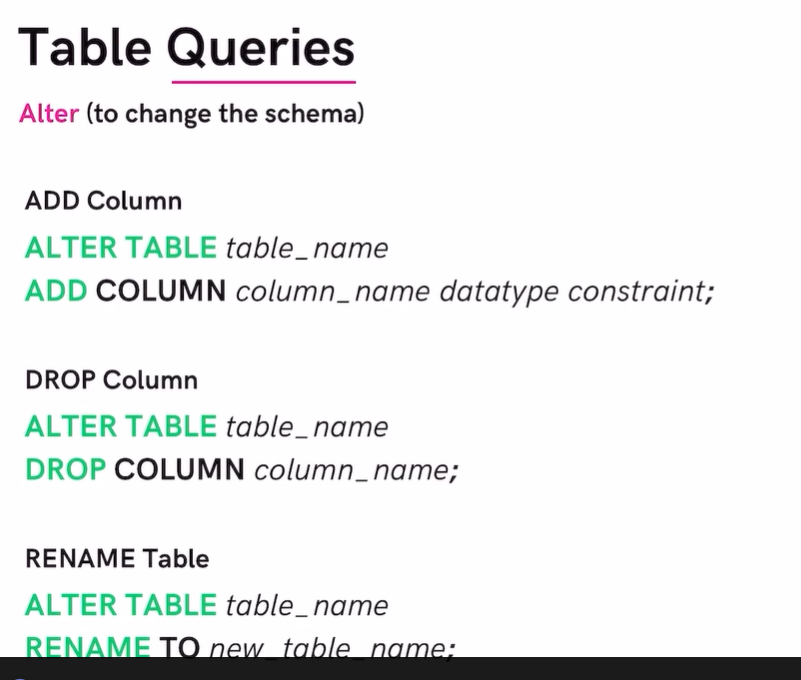 Table Queries
Alter (to change the schema)
ADD Column
ALTER TABLE table_name
ADD COLUMN column_name datatype constraint;
DROP Column
ALTER TABLE table_name
DROP COLUMN column_name;
RENAME Table
ALTER TABLE table_name
RENAME TO new_table_name;